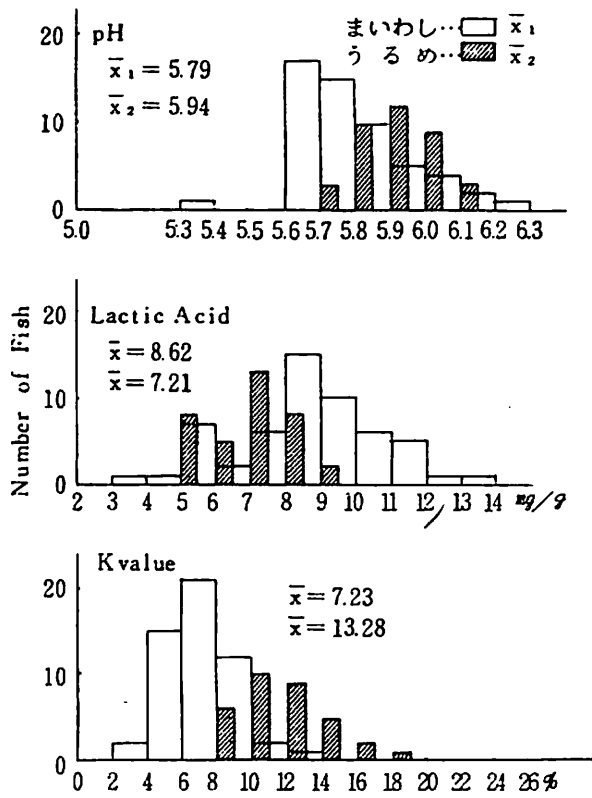 20
pH
まいわし… x̄₁
うるめ… x̄₂
x̄₁ = 5.79
x̄₂ = 5.94
10
0
5.0 5.3 5.4 5.5 5.6 5.7 5.8 5.9 6.0 6.1 6.2 6.3
Number of Fish
20
Lactic Acid
x̄ = 8.62
x̄ = 7.21
10
0
2 3 4 5 6 7 8 9 10 11 12 13 14 mg/g
20
K value
x̄ = 7.23
x̄ = 13.28
10
0
0 2 4 6 8 10 12 14 16 18 20 22 24 26 %